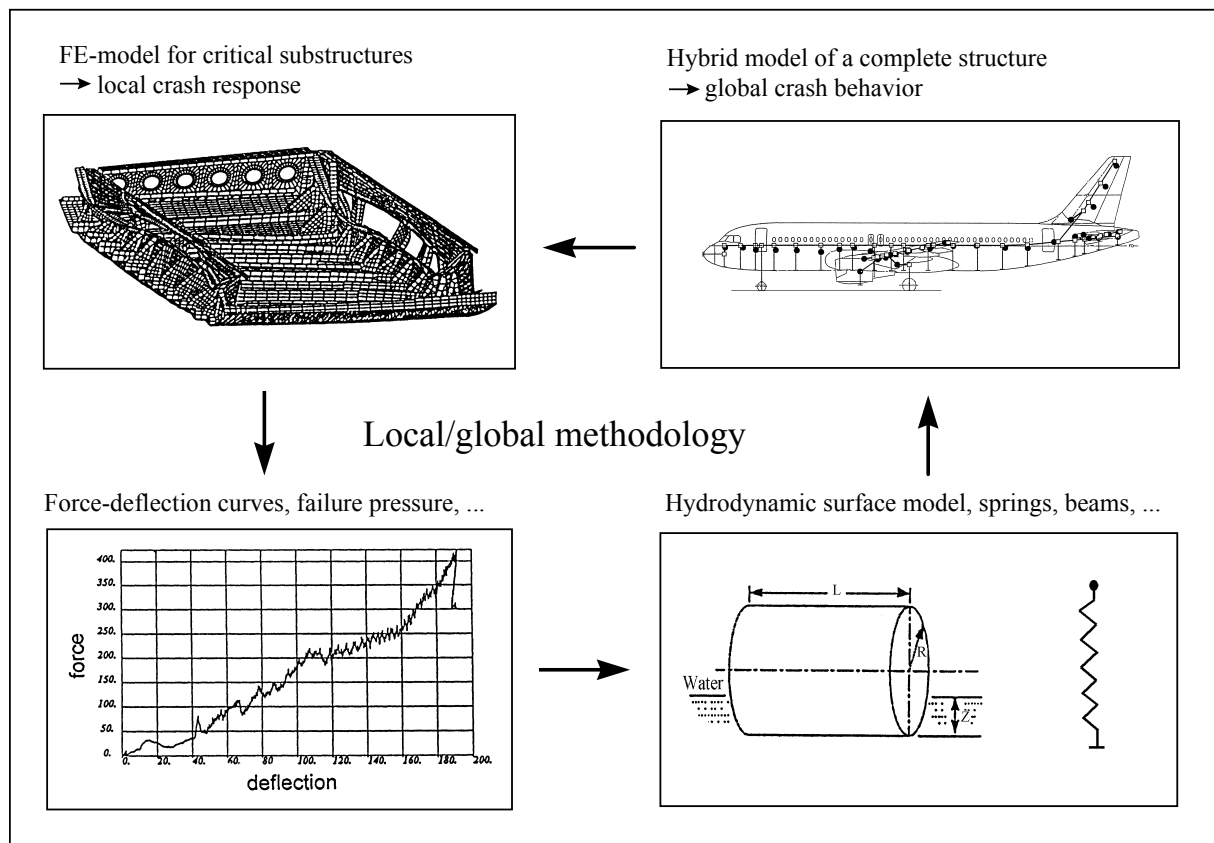 FE-model for critical substructures
→ local crash response
Hybrid model of a complete structure
→ global crash behavior
Local/global methodology
Force-deflection curves, failure pressure, ...
400.
350.
300.
250.
200.
150.
100.
50.
0.
force
0. 20. 40. 60. 80. 100. 120. 140. 160. 180. 200.
deflection
Hydrodynamic surface model, springs, beams, ...
L
R
Water
Z